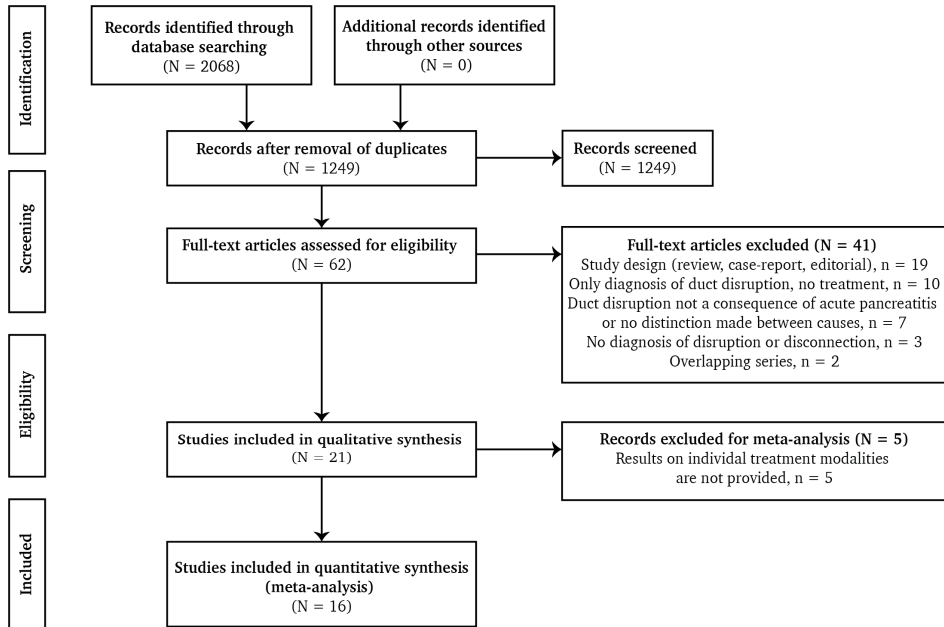 Identification
Records identified through
database searching
(N = 2068)
Additional records identified
through other sources
(N = 0)
Records after removal of duplicates
(N = 1249)
Records screened
(N = 1249)
Screening
Full-text articles assessed for eligibility
(N = 62)
Full-text articles excluded (N = 41)
Study design (review, case-report, editorial), n = 19
Only diagnosis of duct disruption, no treatment, n = 10
Duct disruption not a consequence of acute pancreatitis
or no distinction made between causes, n = 7
No diagnosis of disruption or disconnection, n = 3
Overlapping series, n = 2
Eligibility
Studies included in qualitative synthesis
(N = 21)
Records excluded for meta-analysis (N = 5)
Results on individal treatment modalities
are not provided, n = 5
Included
Studies included in quantitative synthesis
(meta-analysis)
(N = 16)